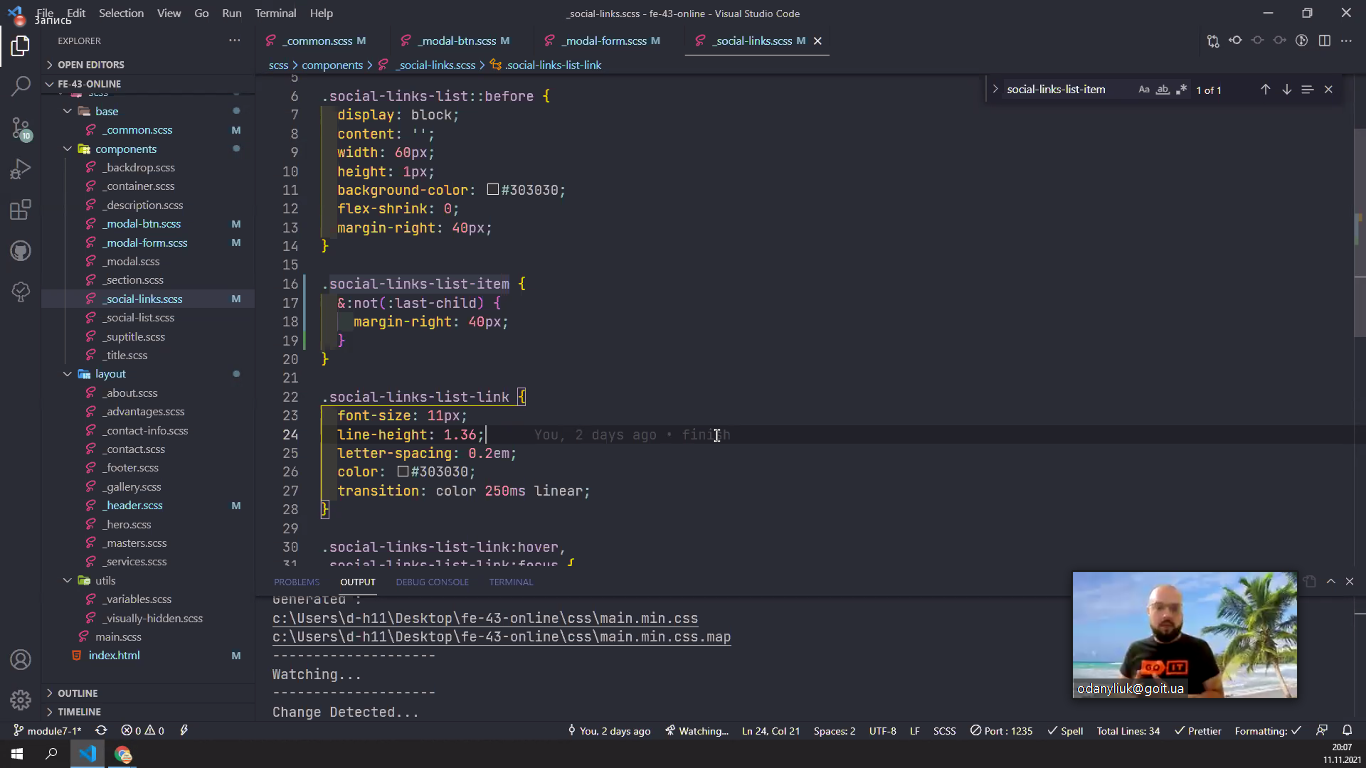 File Edit Selection View Go Run Terminal Help
_social-links.scss - fe-43-online - Visual Studio Code
Запись
EXPLORER
_common.scss M
_modal-btn.scss M
_modal-form.scss M
_social-links.scss M
OPEN EDITORS
scss > components > _social-links.scss > .social-links-list-link
FE-43-ONLINE
scss
base
_common.scss M
components
_backdrop.scss
_container.scss
_description.scss
_modal-btn.scss M
_modal-form.scss M
_modal.scss
_section.scss
_social-links.scss M
_social-list.scss
_suptitle.scss
_title.scss
layout
_about.scss
_advantages.scss
_contact-info.scss
_contact.scss
_footer.scss
_gallery.scss
_header.scss M
_hero.scss
_masters.scss
_services.scss
utils
_variables.scss
_visually-hidden.scss
main.scss
index.html M
OUTLINE
TIMELINE
10
social-links-list-item Aa ab 1 of 1
5
6 .social-links-list::before {
7 display: block;
8 content: '';
9 width: 60px;
10 height: 1px;
11 background-color: #303030;
12 flex-shrink: 0;
13 margin-right: 40px;
14 }
15
16 .social-links-list-item {
17 &:not(:last-child) {
18 margin-right: 40px;
19 }
20 }
21
22 .social-links-list-link {
23 font-size: 11px;
24 line-height: 1.36; You, 2 days ago • finish
25 letter-spacing: 0.2em;
26 color: #303030;
27 transition: color 250ms linear;
28 }
29
30 .social-links-list-link:hover,
31 .social-links-list-link:focus {
PROBLEMS OUTPUT DEBUG CONSOLE TERMINAL
Generated :
c:\Users\d-h11\Desktop\fe-43-online\css\main.min.css
c:\Users\d-h11\Desktop\fe-43-online\css\main.min.css.map
--------------------
Watching...
--------------------
Change Detected...
GO IT
odanyliuk@goit.ua
module7-1* 0 0 You, 2 days ago Watching... Ln 24, Col 21 Spaces: 2 UTF-8 LF SCSS Port : 1235 Spell Total Lines: 34 Prettier Formatting:
20:07
11.11.2021